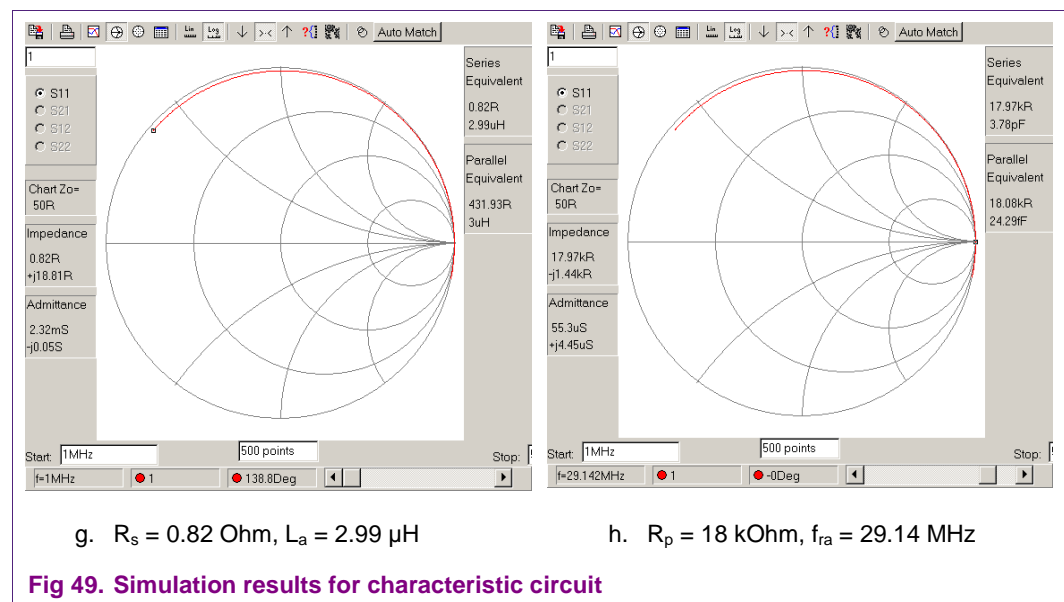 Lin Log Auto Match
1
S11
S21
S12
S22
Chart Zo=
50R
Impedance
0.82R
+j18.81R
Admittance
2.32mS
-j0.05S
Series
Equivalent
0.82R
2.99uH
Parallel
Equivalent
431.93R
3uH
Start: 1MHz 500 points Stop:
f=1MHz 1 138.8Deg
Lin Log Auto Match
1
S11
S21
S12
S22
Chart Zo=
50R
Impedance
17.97kR
-j1.44kR
Admittance
55.3uS
+j4.45uS
Series
Equivalent
17.97kR
3.78pF
Parallel
Equivalent
18.08kR
24.29fF
Start: 1MHz 500 points Stop:
f=29.142MHz 1 -0Deg
g. Rs = 0.82 Ohm, La = 2.99 µH
h. Rp = 18 kOhm, fra = 29.14 MHz
Fig 49. Simulation results for characteristic circuit